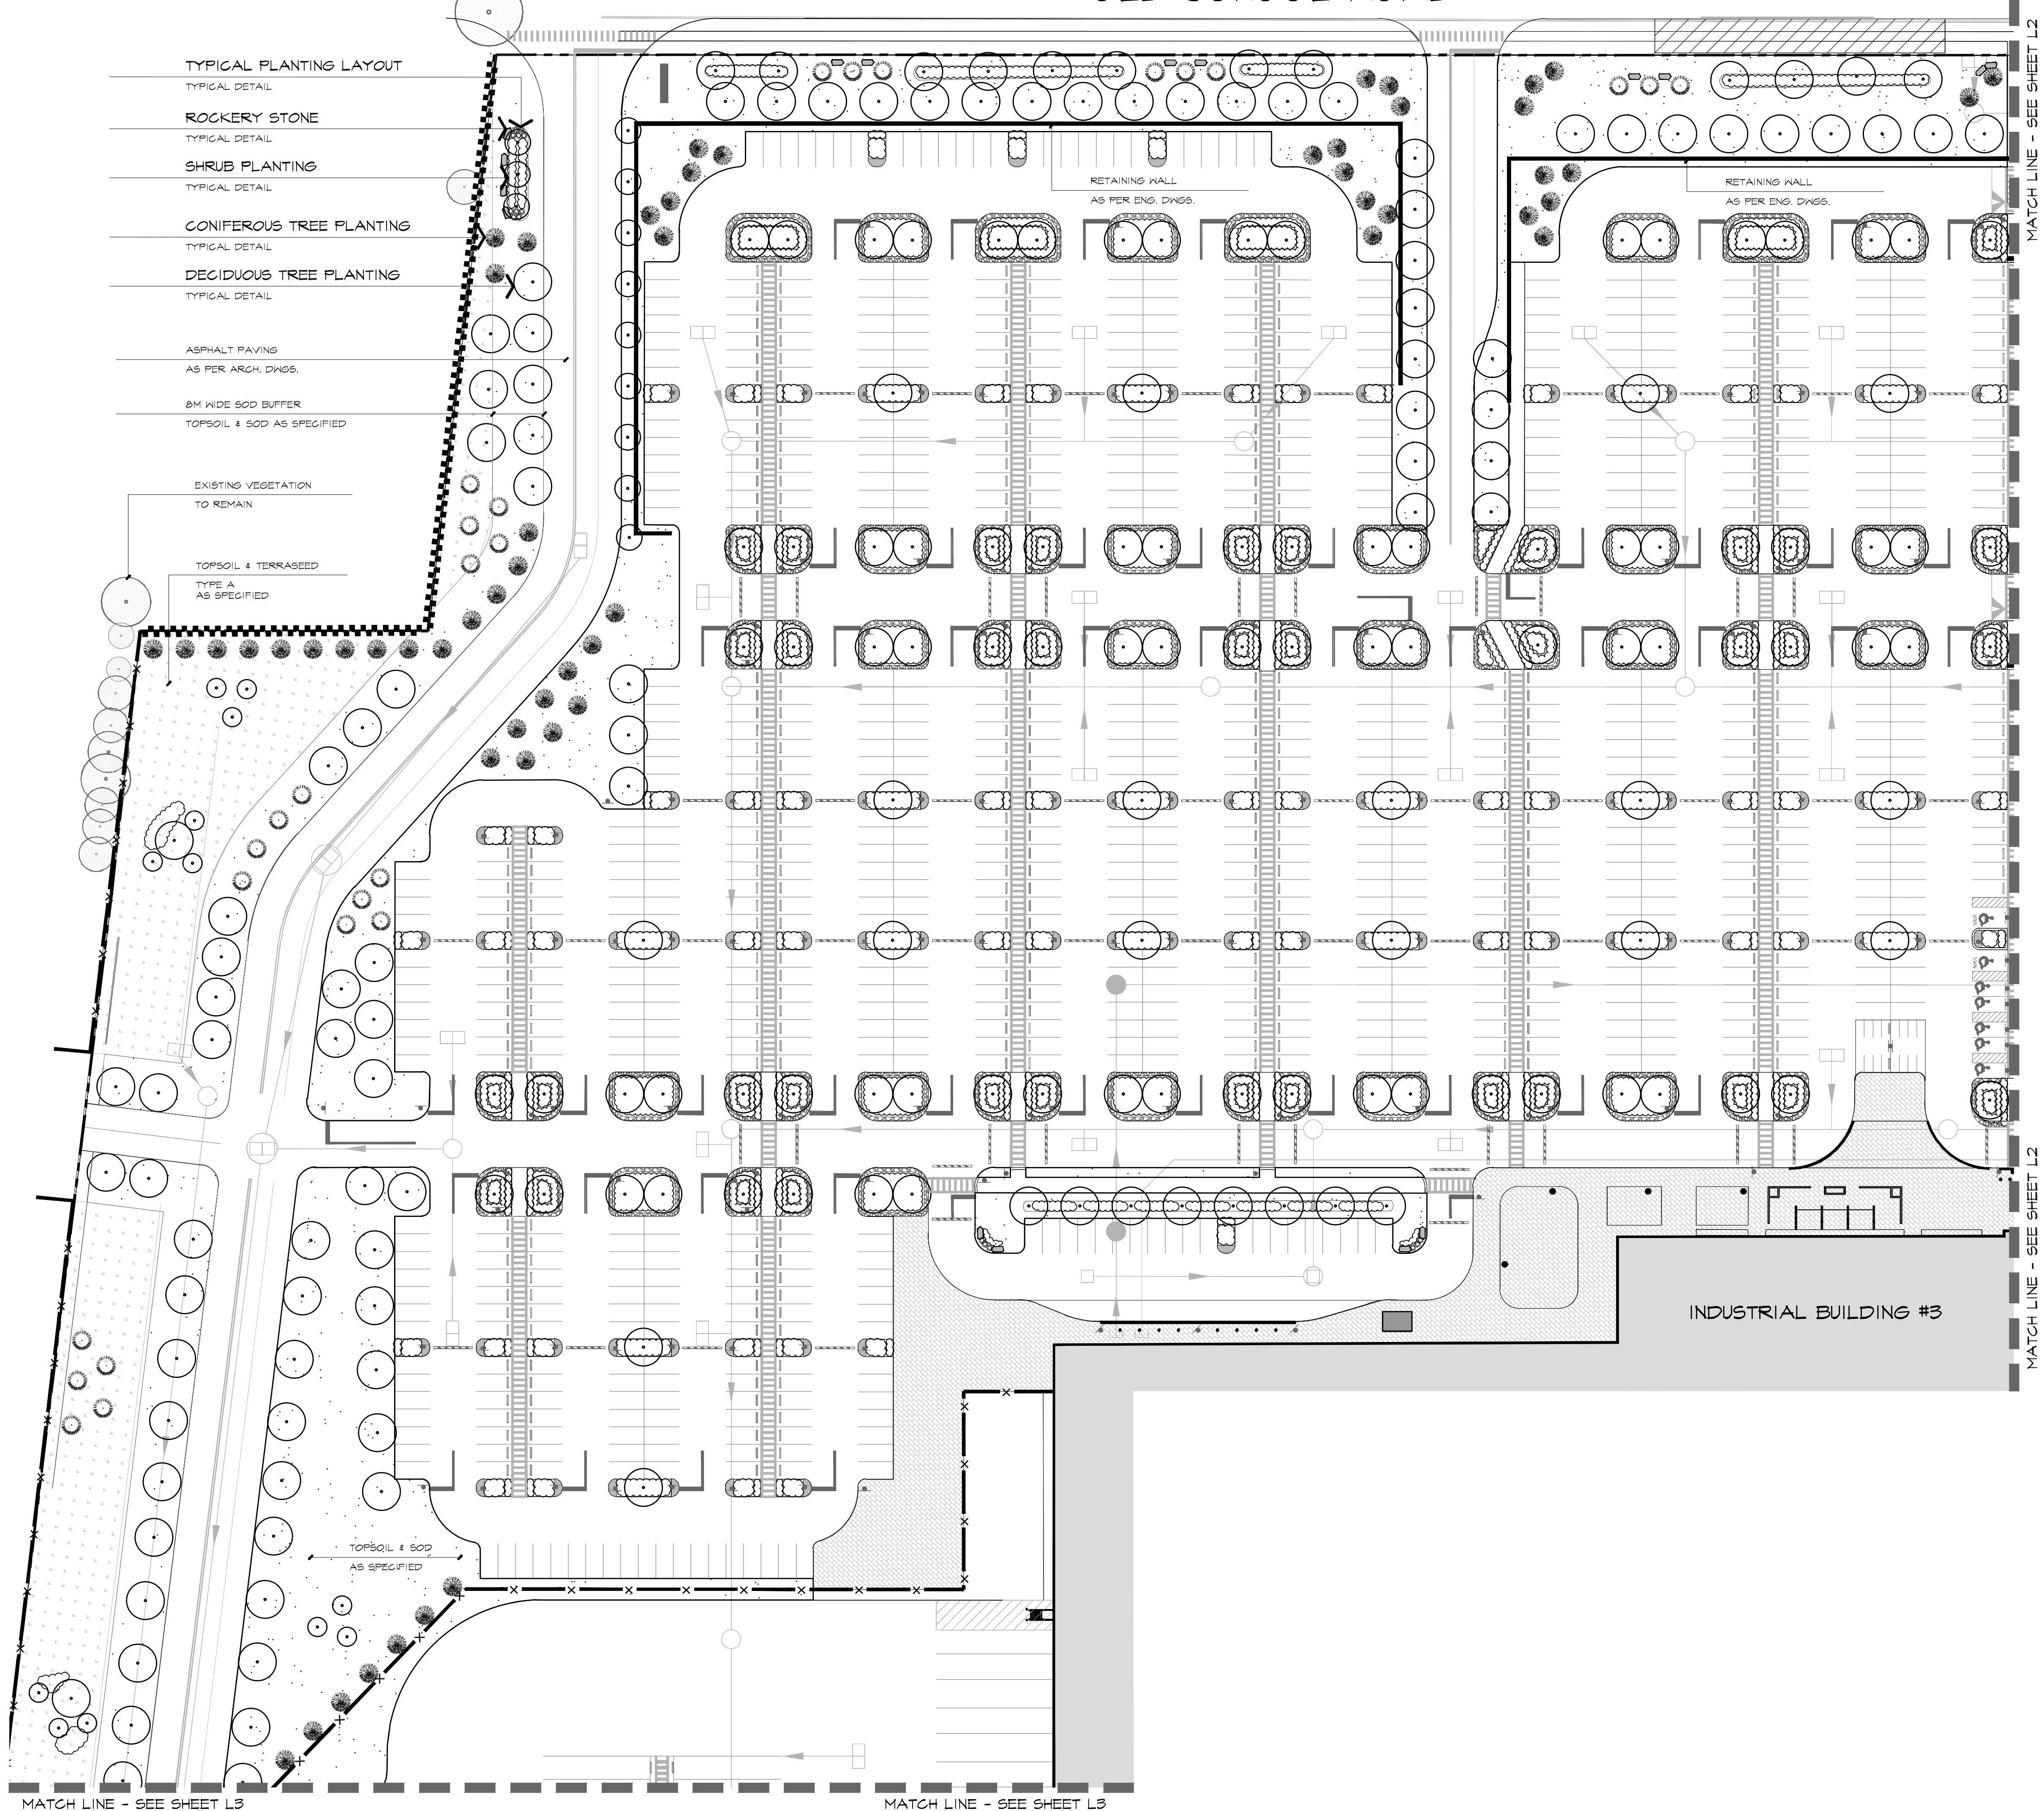 TYPICAL PLANTING LAYOUT
TYPICAL DETAIL
ROCKERY STONE
TYPICAL DETAIL
SHRUB PLANTING
TYPICAL DETAIL
CONIFEROUS TREE PLANTING
TYPICAL DETAIL
DECIDUOUS TREE PLANTING
TYPICAL DETAIL
ASPHALT PAVING
AS PER ARCH. DWGS.
8M WIDE SOD BUFFER
TOPSOIL & SOD AS SPECIFIED
EXISTING VEGETATION
TO REMAIN
TOPSOIL & TERRASEED
TYPE A
AS SPECIFIED
RETAINING WALL
AS PER ENG. DWGS.
RETAINING WALL
AS PER ENG. DWGS.
MATCH LINE - SEE SHEET L2
MATCH LINE - SEE SHEET L2
INDUSTRIAL BUILDING #3
TOPSOIL & SOD
AS SPECIFIED
MATCH LINE - SEE SHEET L3
MATCH LINE - SEE SHEET L3